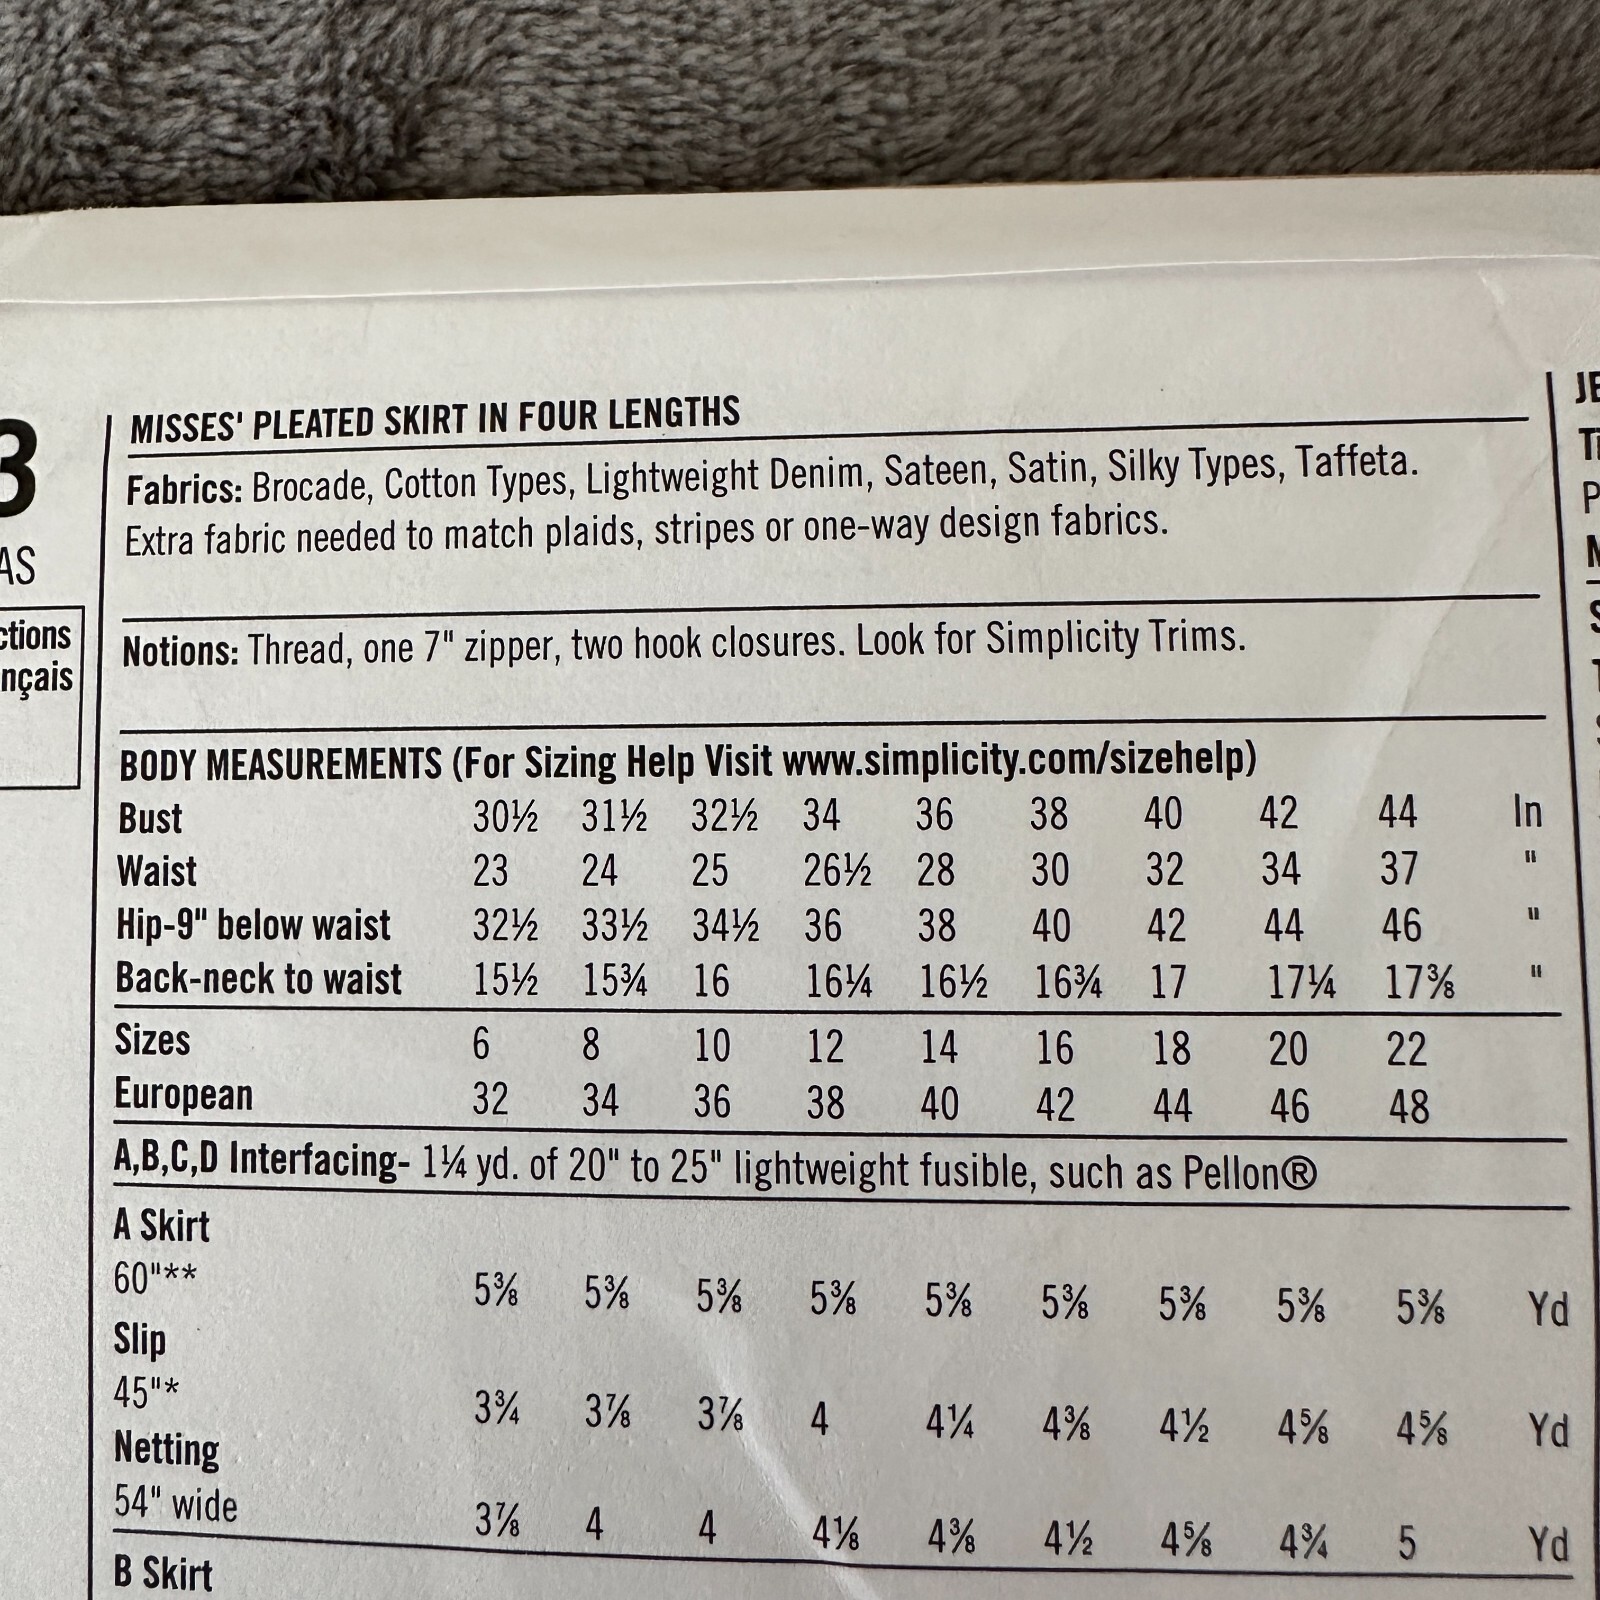 3
AS
ctions
nçais
MISSES' PLEATED SKIRT IN FOUR LENGTHS
Fabrics: Brocade, Cotton Types, Lightweight Denim, Sateen, Satin, Silky Types, Taffeta.
Extra fabric needed to match plaids, stripes or one-way design fabrics.
Notions: Thread, one 7" zipper, two hook closures. Look for Simplicity Trims.
BODY MEASUREMENTS (For Sizing Help Visit www.simplicity.com/sizehelp)
Bust 30½ 31½ 32½ 34 36 38 40 42 44 In
Waist 23 24 25 26½ 28 30 32 34 37 "
Hip-9" below waist 32½ 33½ 34½ 36 38 40 42 44 46 "
Back-neck to waist 15½ 15¾ 16 16¼ 16½ 16¾ 17 17¼ 17⅜ "
Sizes 6 8 10 12 14 16 18 20 22
European 32 34 36 38 40 42 44 46 48
A,B,C,D Interfacing- 1¼ yd. of 20" to 25" lightweight fusible, such as Pellon®
A Skirt
60"** 5⅜ 5⅜ 5⅜ 5⅜ 5⅜ 5⅜ 5⅜ 5⅜ 5⅜ Yd
Slip
45"* 3¾ 3⅞ 3⅞ 4 4¼ 4⅜ 4½ 4⅝ 4⅝ Yd
Netting
54" wide 3⅞ 4 4 4⅛ 4⅜ 4½ 4⅝ 4¾ 5 Yd
B Skirt
JE